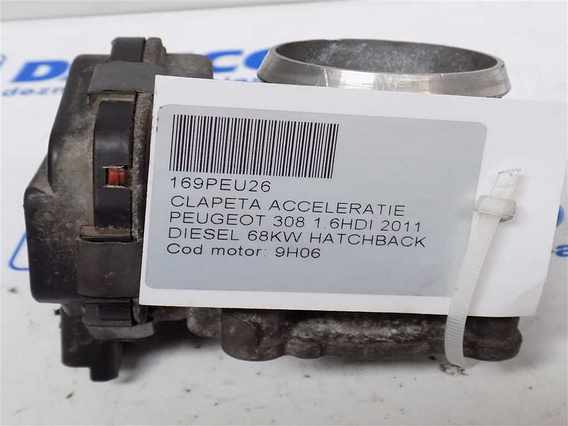 169PEU26
CLAPETA ACCELERATIE
PEUGEOT 308 1.6HDI 2011
DIESEL 68KW HATCHBACK
Cod motor: 9H06